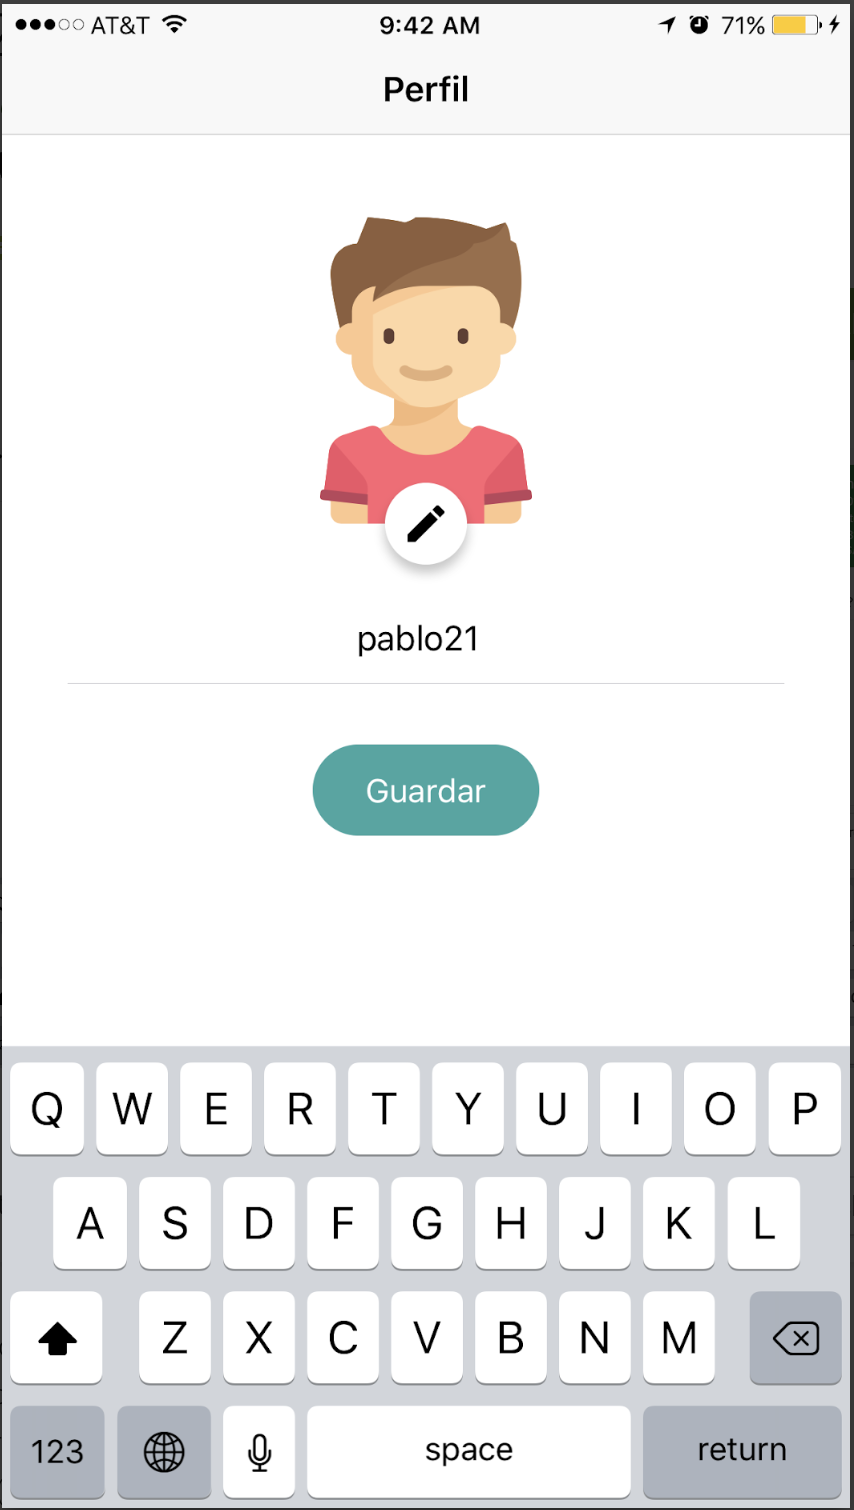 AT&T 9:42 AM 71%
Perfil
pablo21
Guardar
Q W E R T Y U I O P
A S D F G H J K L
Z X C V B N M
123 space return